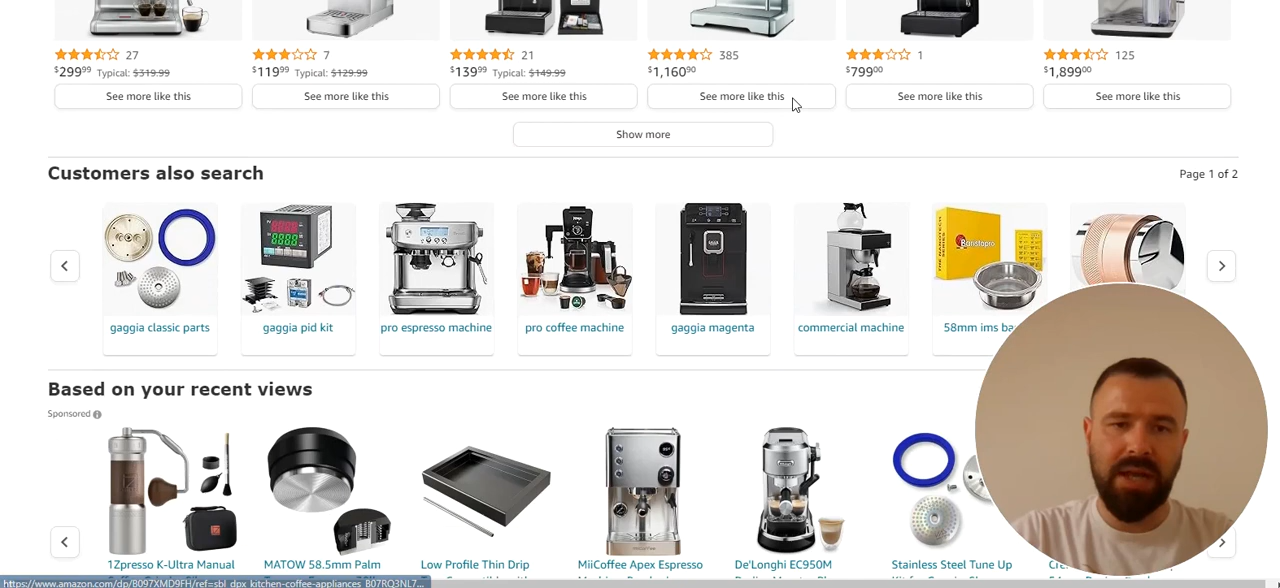 27
7
21
385
1
125
$299⁹⁹ Typical: $319.99
$119⁹⁹ Typical: $129.99
$139⁹⁹ Typical: $149.99
$1,160⁹⁰
$799⁰⁰
$1,899⁰⁰
See more like this
See more like this
See more like this
See more like this
See more like this
See more like this
Show more
Customers also search
Page 1 of 2
gaggia classic parts
gaggia pid kit
pro espresso machine
pro coffee machine
gaggia magenta
commercial machine
58mm ims
Based on your recent views
Sponsored
Baristapro
1Zpresso K-Ultra Manual
MATOW 58.5mm Palm
Low Profile Thin Drip
MiiCoffee Apex Espresso
De'Longhi EC950M
Stainless Steel Tune Up
https://www.amazon.com/dp/B097XMD9FH/ref=sbl_dpx_kitchen-coffee-appliances_B07RQ3NL7...